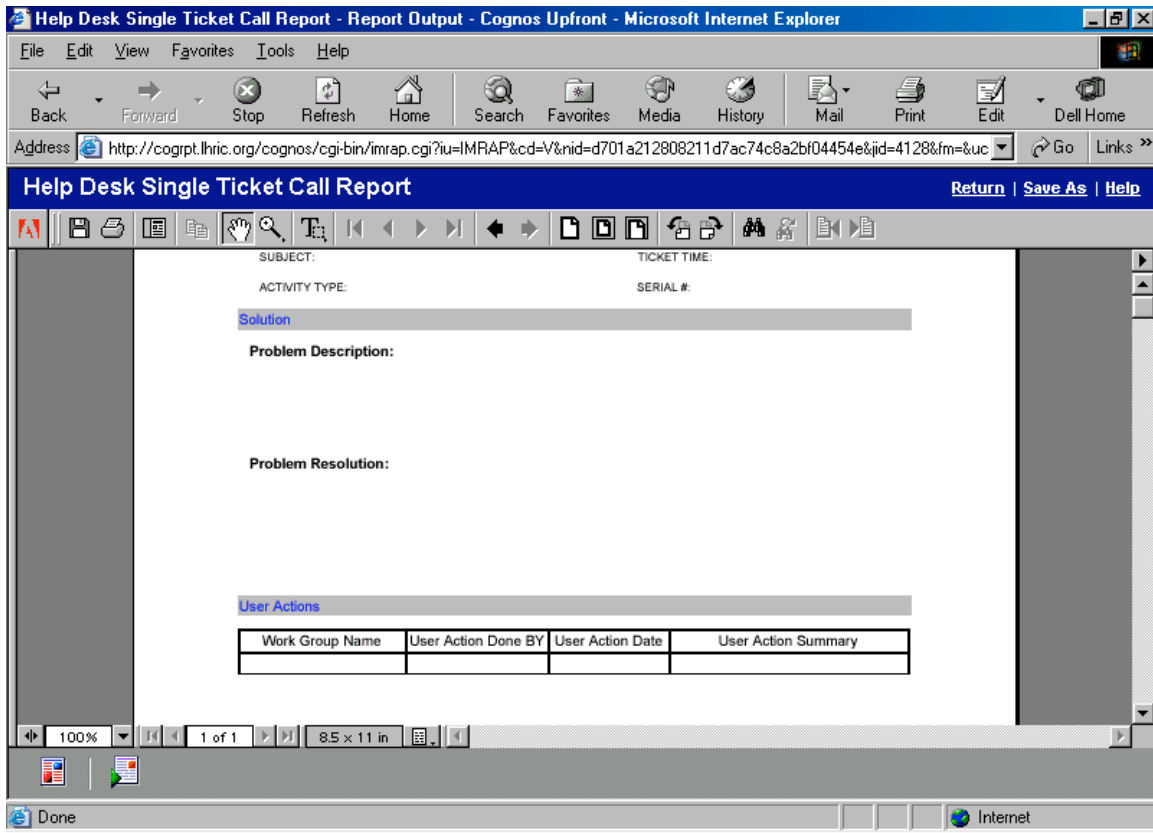 Help Desk Single Ticket Call Report - Report Output - Cognos Upfront - Microsoft Internet Explorer
File Edit View Favorites Tools Help
Back Forward Stop Refresh Home Search Favorites Media History Mail Print Edit Dell Home
Address http://cogrpt.lhric.org/cognos/cgi-bin/imrap.cgi?iu=IMRAP&cd=V&nid=d701a212808211d7ac74c8a2bf04454e&jid=4128&fm=&uc Go Links »
Help Desk Single Ticket Call Report Return | Save As | Help
SUBJECT: TICKET TIME:
ACTIVITY TYPE: SERIAL #:
Solution
Problem Description:
Problem Resolution:
User Actions
Work Group Name User Action Done BY User Action Date User Action Summary
100% 1 of 1 8.5 x 11 in
Done Internet